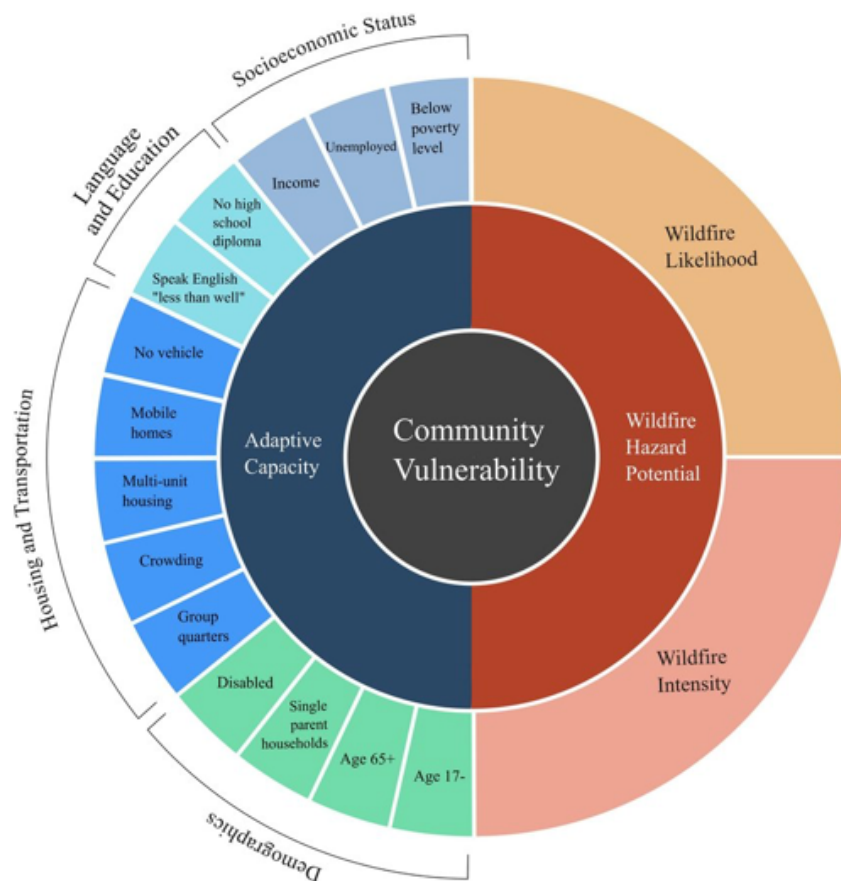 Socioeconomic Status
Language
and Education
Housing and Transportation
Demographics
Below
poverty
level
Unemployed
Income
No high
school
diploma
Speak English
"less than well"
No vehicle
Mobile
homes
Multi-unit
housing
Crowding
Group
quarters
Disabled
Single
parent
households
Age 65+
Age 17-
Adaptive
Capacity
Community
Vulnerability
Wildfire
Hazard
Potential
Wildfire
Likelihood
Wildfire
Intensity